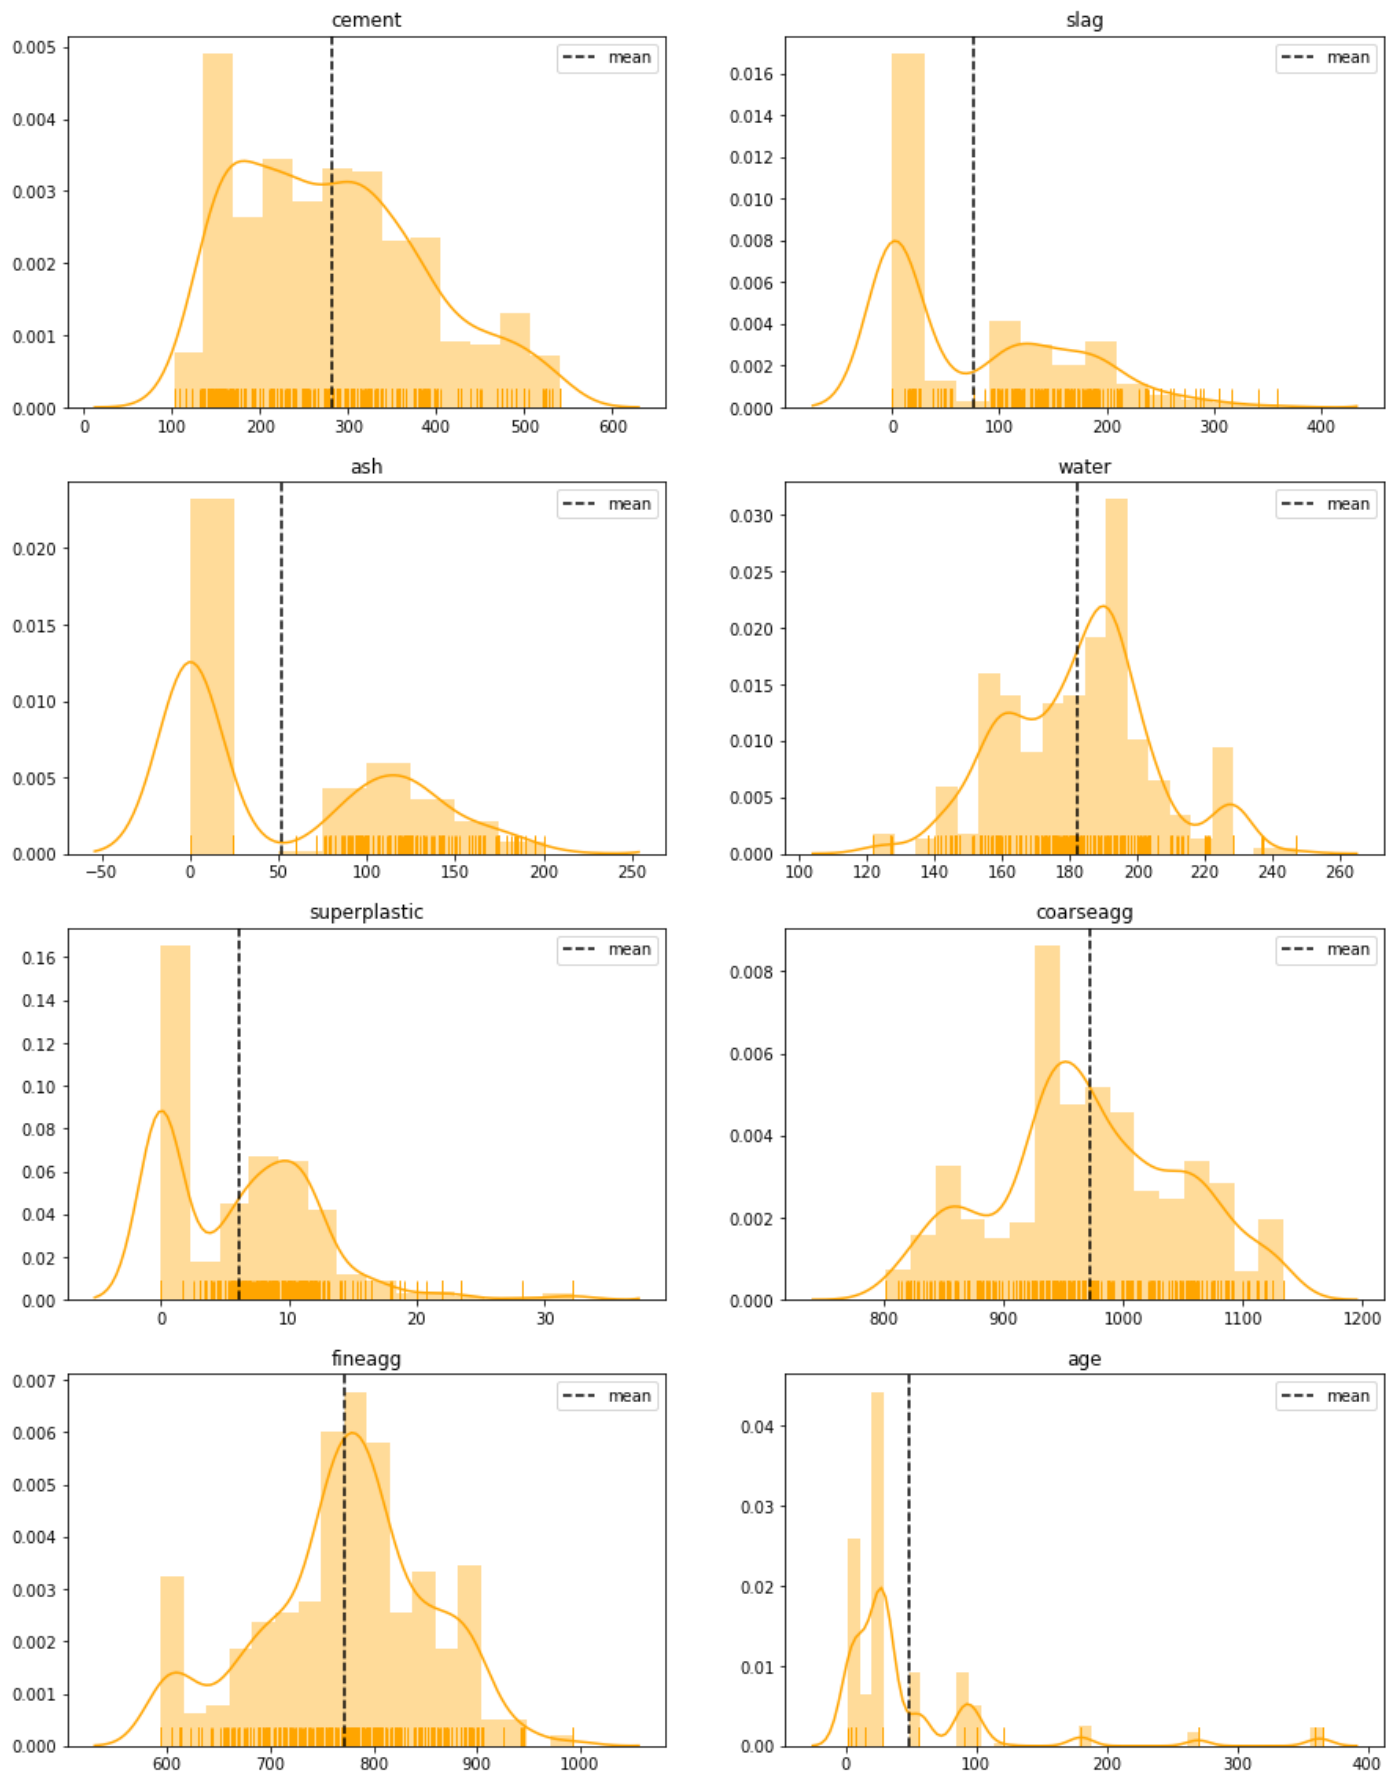 cement
mean
0.005
0.004
0.003
0.002
0.001
0.000
0 100 200 300 400 500 600
slag
mean
0.016
0.014
0.012
0.010
0.008
0.006
0.004
0.002
0.000
0 100 200 300 400
ash
mean
0.020
0.015
0.010
0.005
0.000
−50 0 50 100 150 200 250
water
mean
0.030
0.025
0.020
0.015
0.010
0.005
0.000
100 120 140 160 180 200 220 240 260
superplastic
mean
0.16
0.14
0.12
0.10
0.08
0.06
0.04
0.02
0.00
0 10 20 30
coarseagg
mean
0.008
0.006
0.004
0.002
0.000
800 900 1000 1100 1200
fineagg
mean
0.007
0.006
0.005
0.004
0.003
0.002
0.001
0.000
600 700 800 900 1000
age
mean
0.04
0.03
0.02
0.01
0.00
0 100 200 300 400